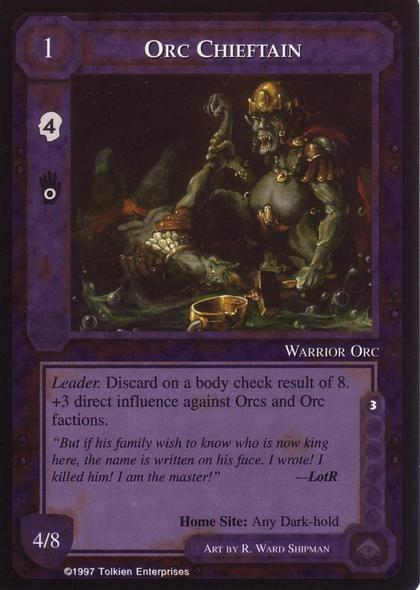 1
ORC CHIEFTAIN
4
0
WARRIOR ORC
Leader. Discard on a body check result of 8.
+3 direct influence against Orcs and Orc
factions.
3
“But if his family wish to know who is now king
here, the name is written on his face. I wrote! I
killed him! I am the master!” —LotR
Home Site: Any Dark-hold
4/8
ART BY R. WARD SHIPMAN
©1997 Tolkien Enterprises